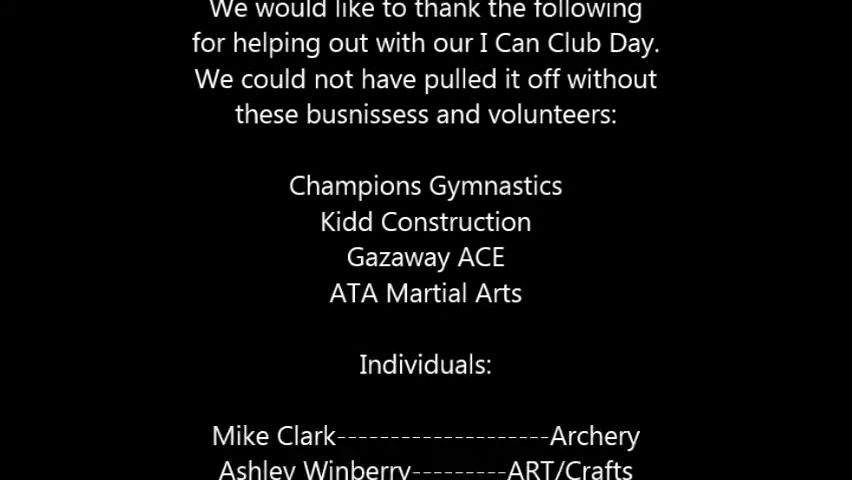 We would like to thank the following
for helping out with our I Can Club Day.
We could not have pulled it off without
these busnissess and volunteers:
Champions Gymnastics
Kidd Construction
Gazaway ACE
ATA Martial Arts
Individuals:
Mike Clark--------------------Archery
Ashley Winberry---------ART/Crafts